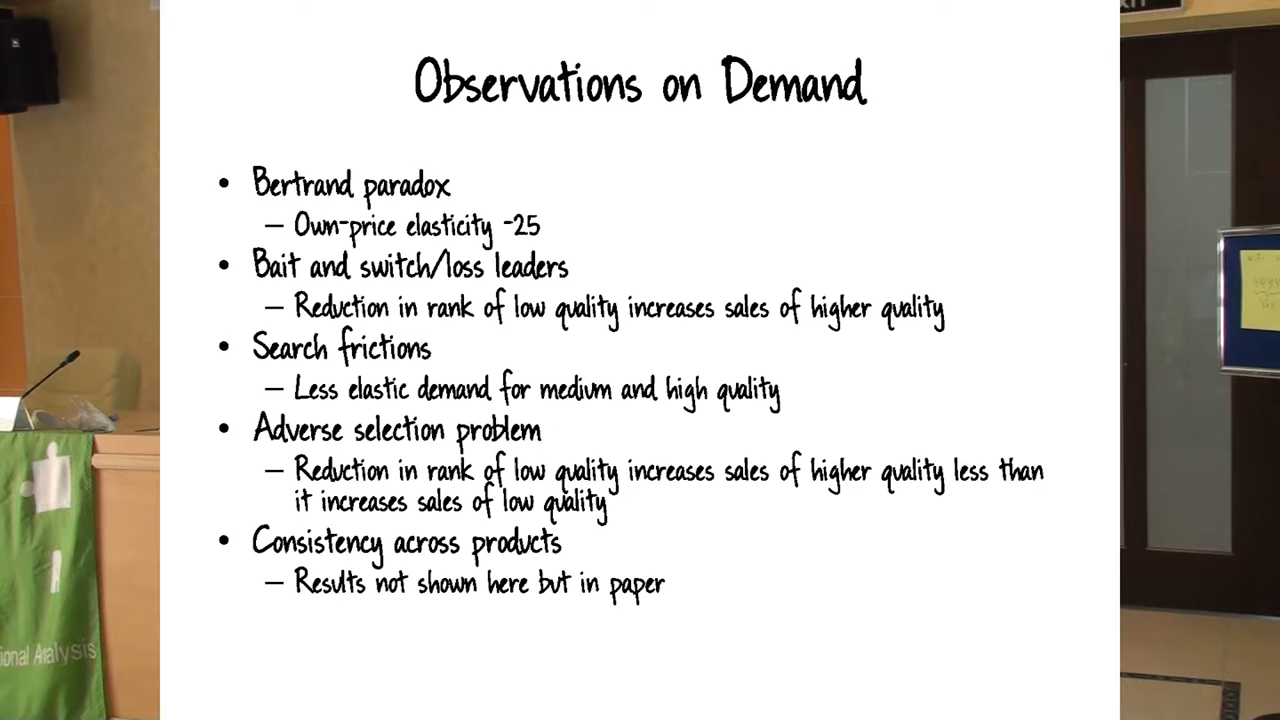 Observations on Demand
• Bertrand paradox
– Own-price elasticity -25
• Bait and switch/loss leaders
– Reduction in rank of low quality increases sales of higher quality
• Search frictions
– Less elastic demand for medium and high quality
• Adverse selection problem
– Reduction in rank of low quality increases sales of higher quality less than
it increases sales of low quality
• Consistency across products
– Results not shown here but in paper
ional Analysis